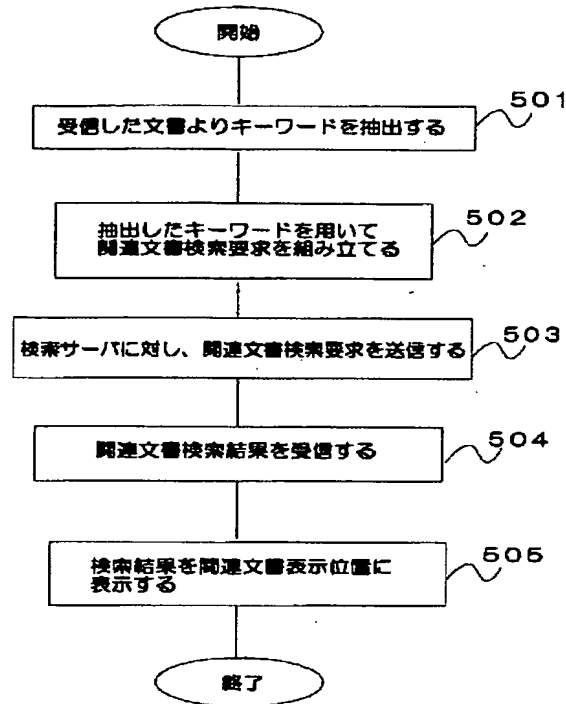 開始
501
受信した文書よりキーワードを抽出する
502
抽出したキーワードを用いて
関連文書検索要求を組み立てる
503
検索サーバに対し、関連文書検索要求を送信する
504
関連文書検索結果を受信する
505
検索結果を関連文書表示位置に
表示する
終了